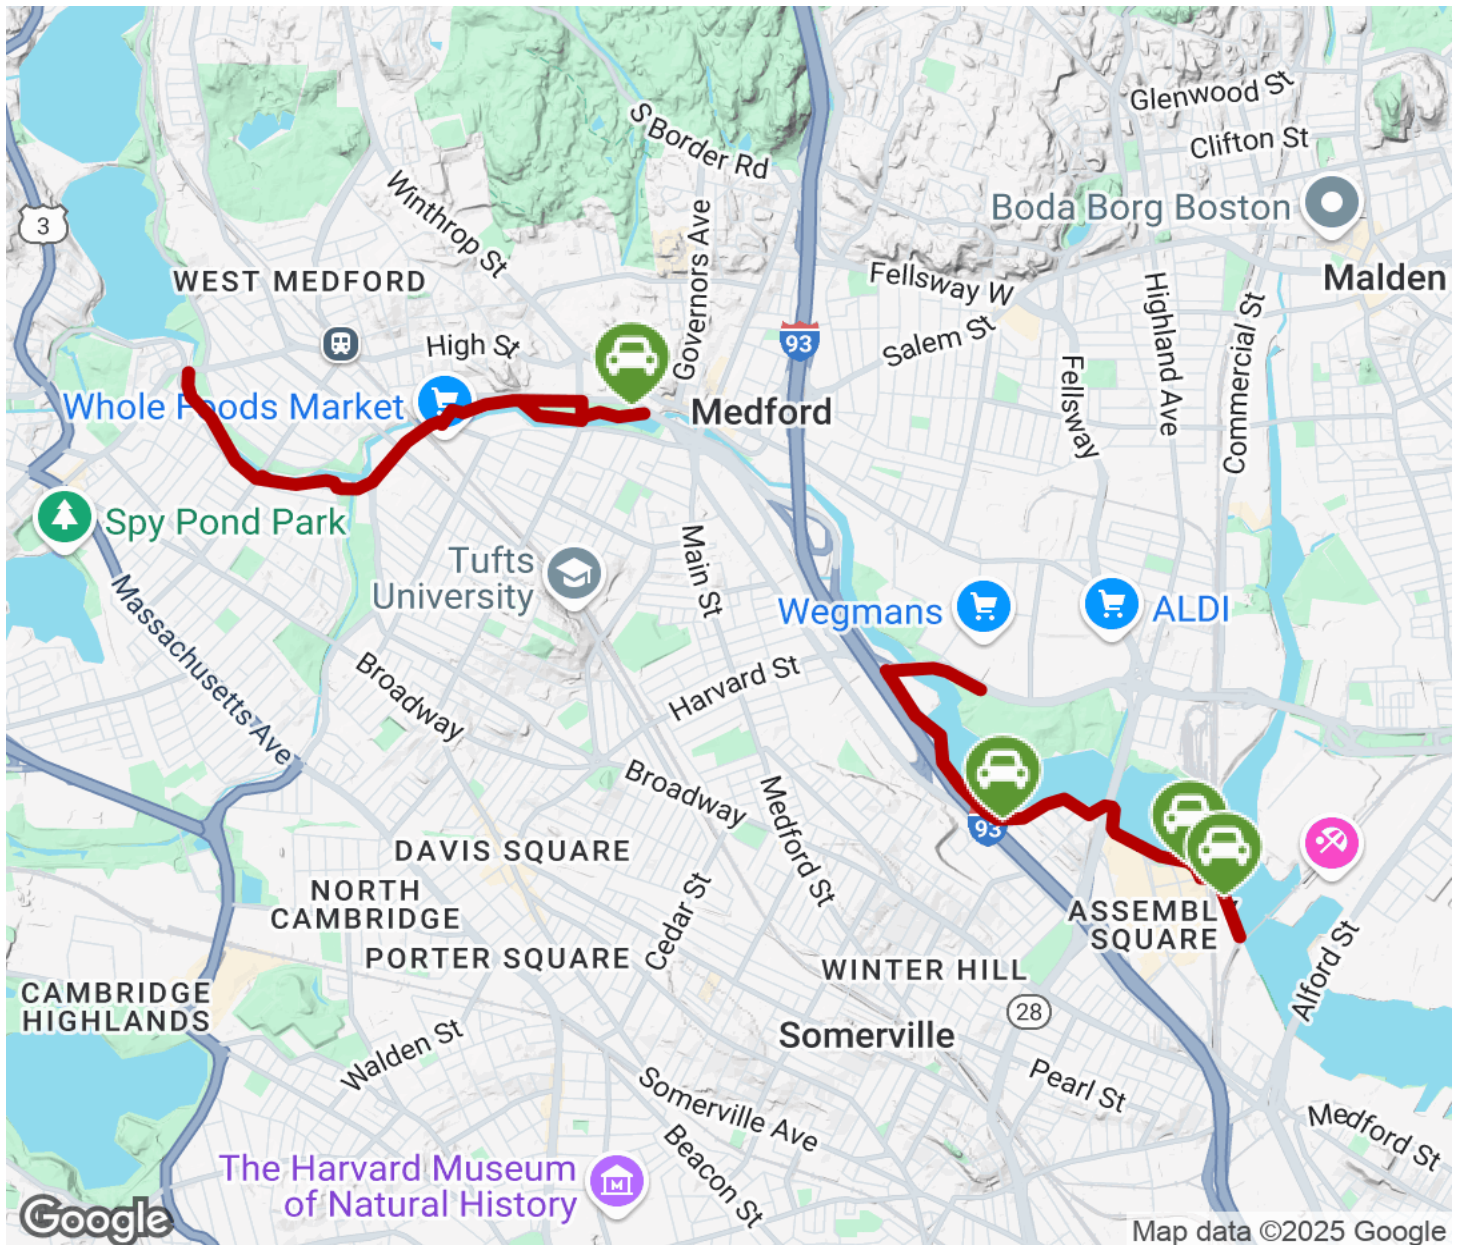 Glenwood St
Clifton St
S Border Rd
Winthrop St
Boda Borg Boston
3
Governors Ave
WEST MEDFORD
Fellsway W
Malden
Highland Ave
93
Salem St
High St
Commercial St
Fellsway
Whole Foods Market
Medford
Spy Pond Park
Main St
Tufts
University
Massachusetts Ave
Wegmans
ALDI
Broadway
Harvard St
Broadway
Medford St
93
DAVIS SQUARE
NORTH
CAMBRIDGE
Cedar St
ASSEMBLY
SQUARE
PORTER SQUARE
WINTER HILL
Alford St
CAMBRIDGE
HIGHLANDS
28
Somerville
Walden St
Pearl St
Somerville Ave
Medford St
Beacon St
The Harvard Museum
of Natural History
Google
Map data ©2025 Google